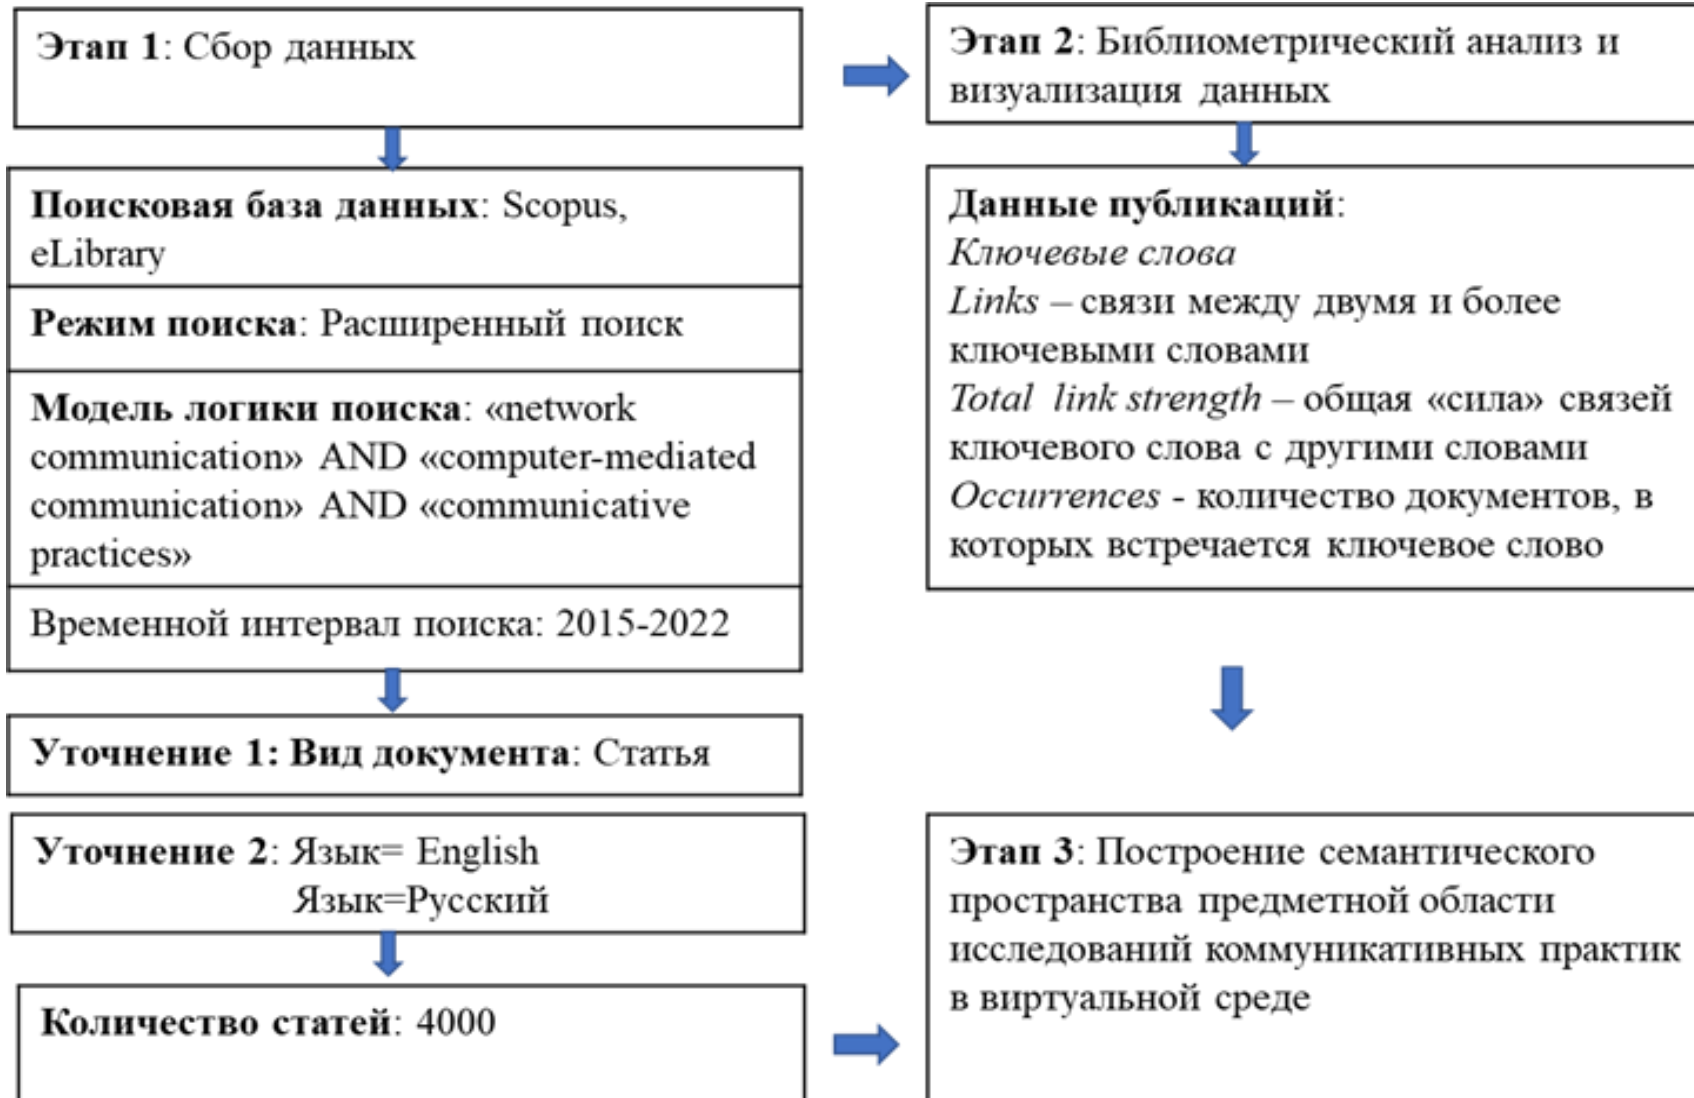 Этап 1: Сбор данных
Поисковая база данных: Scopus,
eLibrary
Режим поиска: Расширенный поиск
Модель логики поиска: «network
communication» AND «computer-mediated
communication» AND «communicative
practices»
Временной интервал поиска: 2015-2022
Уточнение 1: Вид документа: Статья
Уточнение 2: Язык= English
Язык=Русский
Количество статей: 4000
Этап 2: Библиометрический анализ и
визуализация данных
Данные публикаций:
Ключевые слова
Links – связи между двумя и более
ключевыми словами
Total link strength – общая «сила» связей
ключевого слова с другими словами
Occurrences - количество документов, в
которых встречается ключевое слово
Этап 3: Построение семантического
пространства предметной области
исследований коммуникативных практик
в виртуальной среде